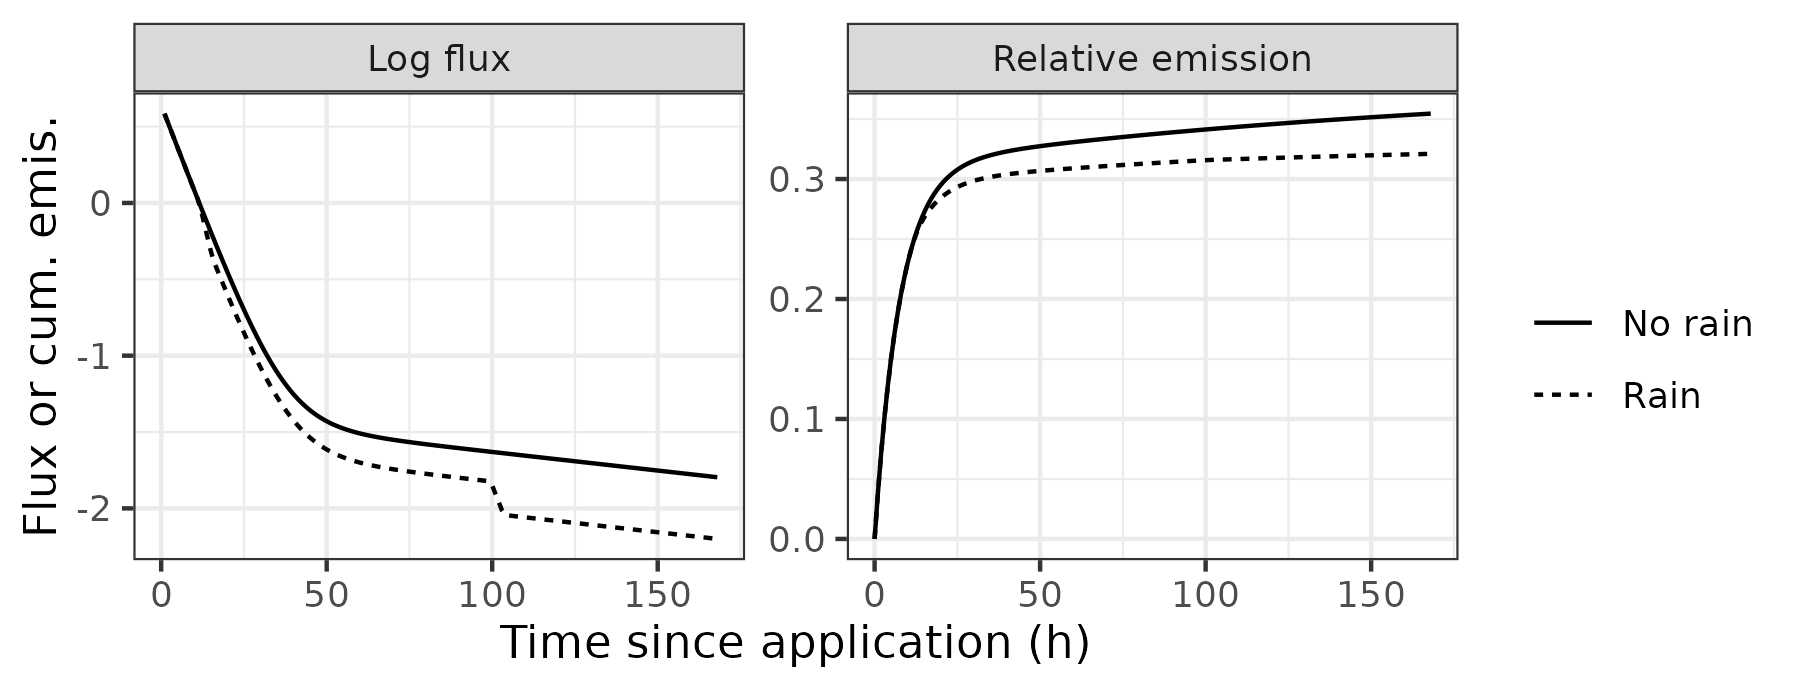 Log flux
Relative emission
Flux or cum. emis.
0
-1
-2
0.3
0.2
0.1
0.0
0 50 100 150
0 50 100 150
Time since application (h)
No rain
Rain